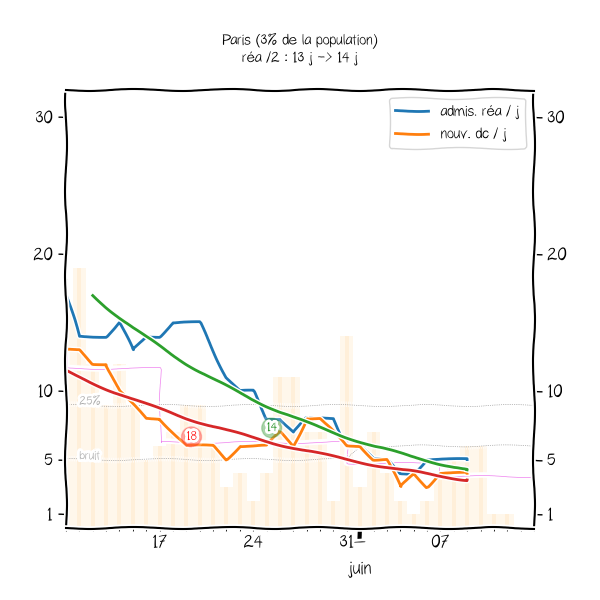 Paris (3% de la population)
réa /2 : 13 j -> 14 j
admis. réa / j
nouv. dc / j
30
30
20
20
10
10
25%
18
14
5
bruit
5
1
1
17
24
31
07
juin